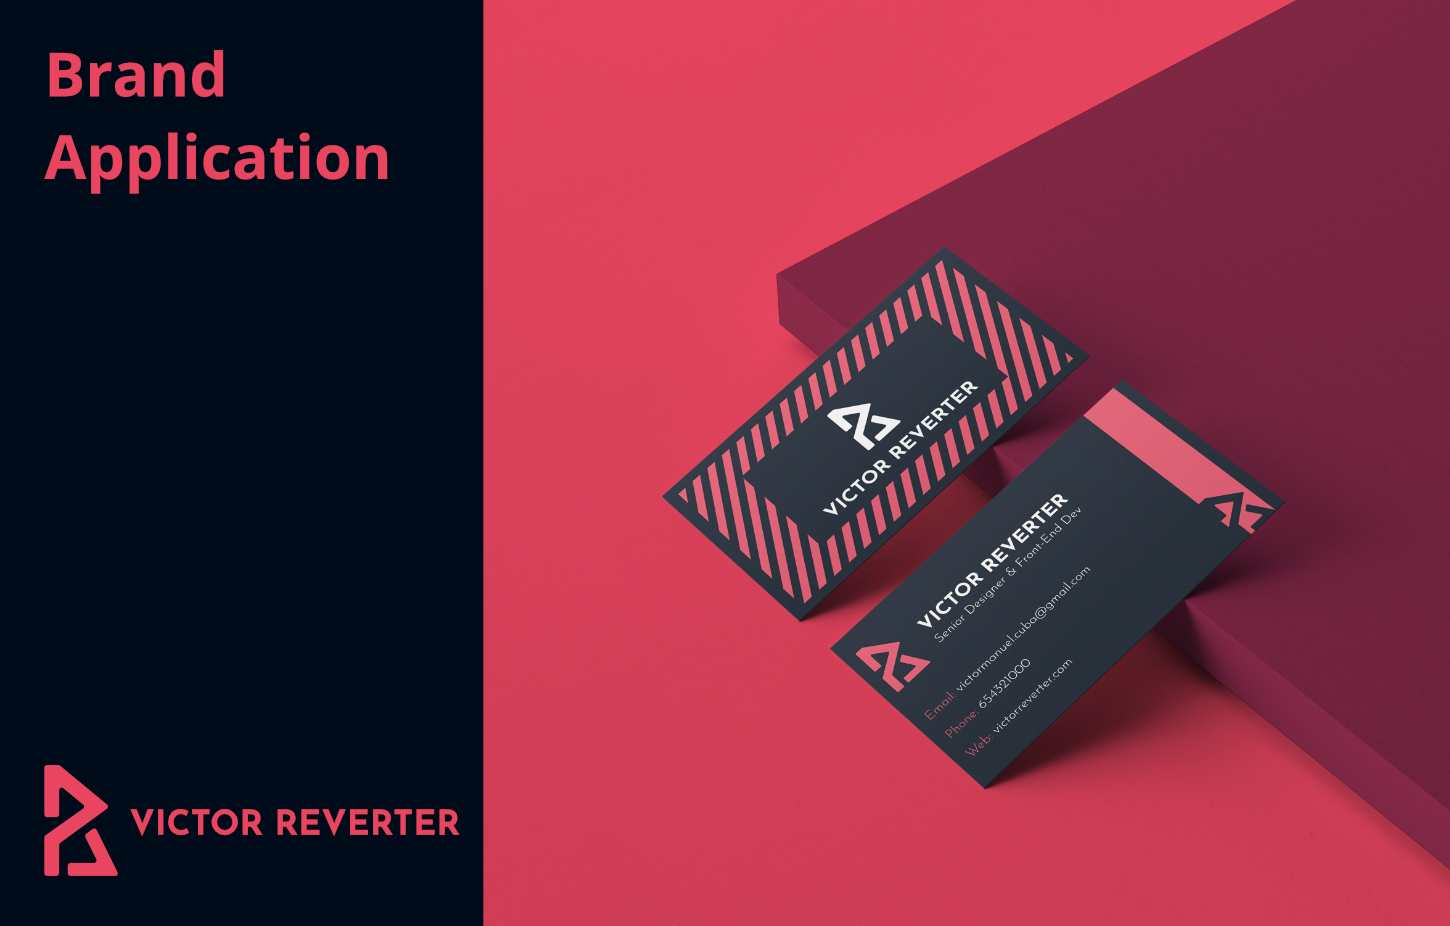 Brand
Application
VICTOR REVERTER
VICTOR REVERTER
VICTOR REVERTER
Senior Designer & Front-End Dev
Email: victormanuel.cuba@gmail.com
Phone: 654321000
Web: victorreverter.com